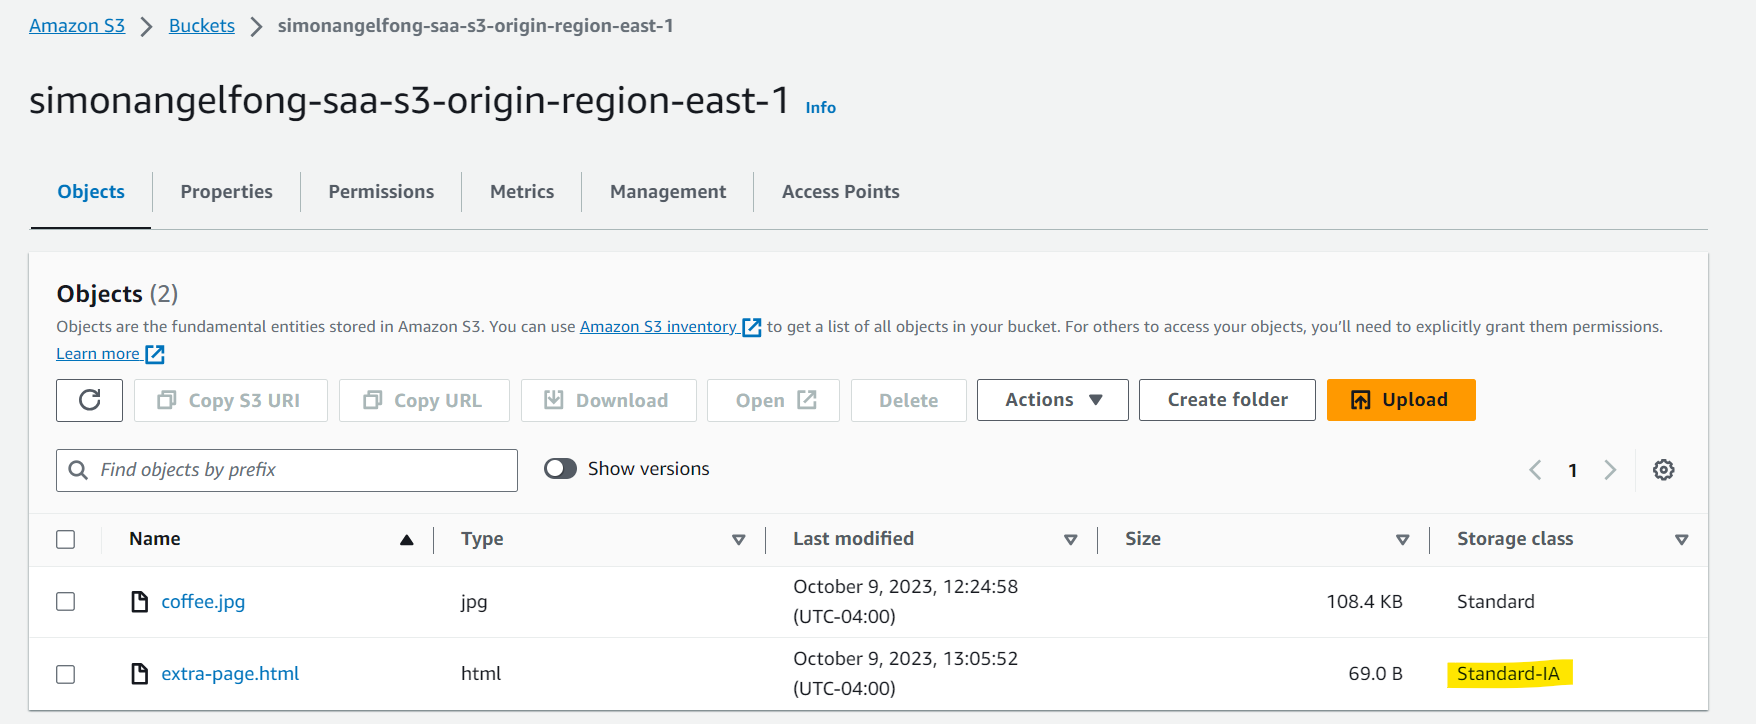 Amazon S3 > Buckets > simonangelfong-saa-s3-origin-region-east-1
simonangelfong-saa-s3-origin-region-east-1 Info
Objects Properties Permissions Metrics Management Access Points
Objects (2)
Objects are the fundamental entities stored in Amazon S3. You can use Amazon S3 inventory to get a list of all objects in your bucket. For others to access your objects, you'll need to explicitly grant them permissions.
Learn more
Copy S3 URI Copy URL Download Open Delete Actions Create folder Upload
Find objects by prefix Show versions 1
Name Type Last modified Size Storage class
coffee.jpg jpg October 9, 2023, 12:24:58 (UTC-04:00) 108.4 KB Standard
extra-page.html html October 9, 2023, 13:05:52 (UTC-04:00) 69.0 B Standard-IA